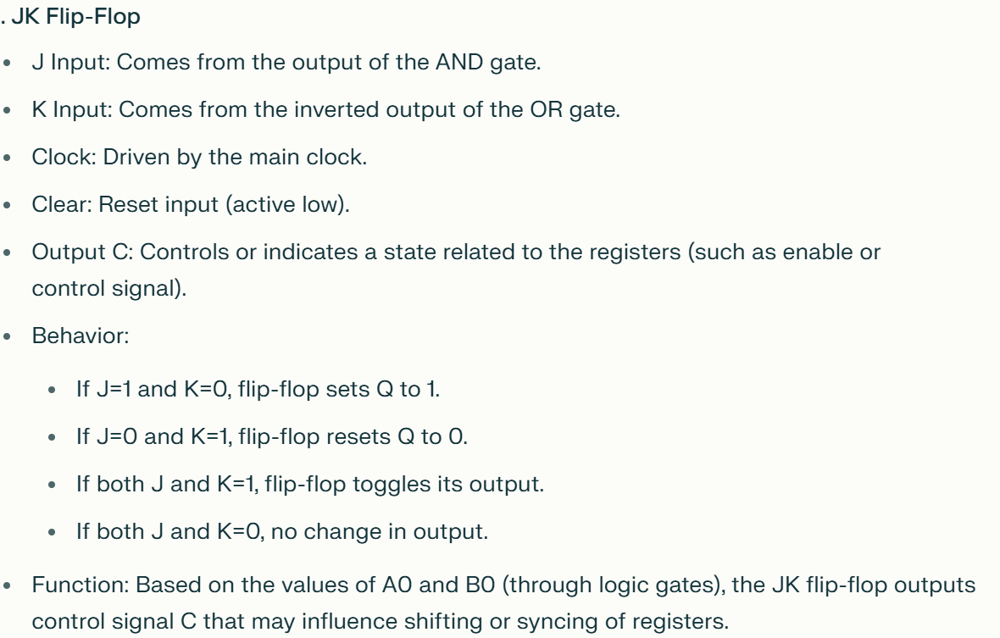 . JK Flip-Flop
• J Input: Comes from the output of the AND gate.
• K Input: Comes from the inverted output of the OR gate.
• Clock: Driven by the main clock.
• Clear: Reset input (active low).
• Output C: Controls or indicates a state related to the registers (such as enable or
control signal).
• Behavior:
• If J=1 and K=0, flip-flop sets Q to 1.
• If J=0 and K=1, flip-flop resets Q to 0.
• If both J and K=1, flip-flop toggles its output.
• If both J and K=0, no change in output.
• Function: Based on the values of A0 and B0 (through logic gates), the JK flip-flop outputs
control signal C that may influence shifting or syncing of registers.